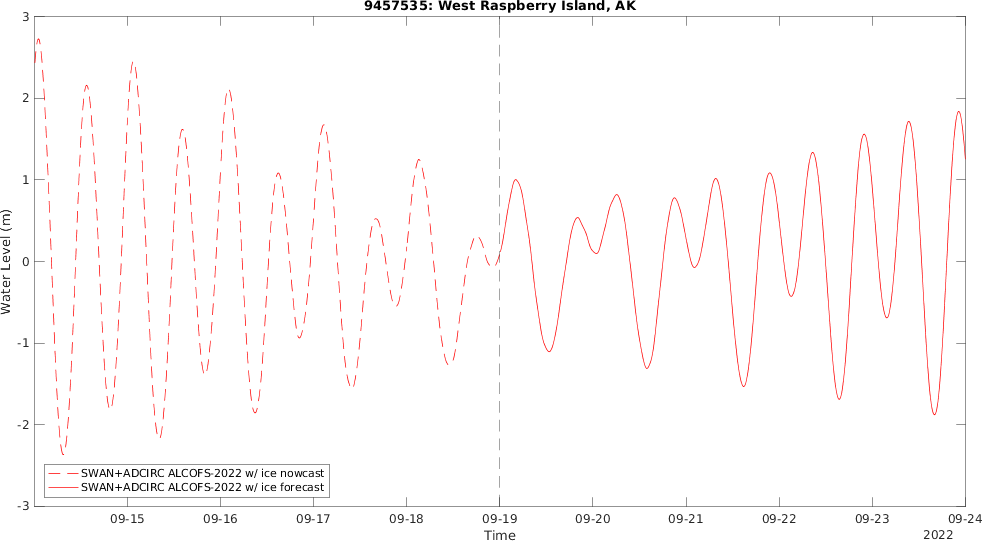 9457535: West Raspberry Island, AK
3
2
1
0
-1
-2
-3
Water Level (m)
SWAN+ADCIRC ALCOFS-2022 w/ ice nowcast
SWAN+ADCIRC ALCOFS-2022 w/ ice forecast
09-15 09-16 09-17 09-18 09-19 09-20 09-21 09-22 09-23 09-24
Time
2022